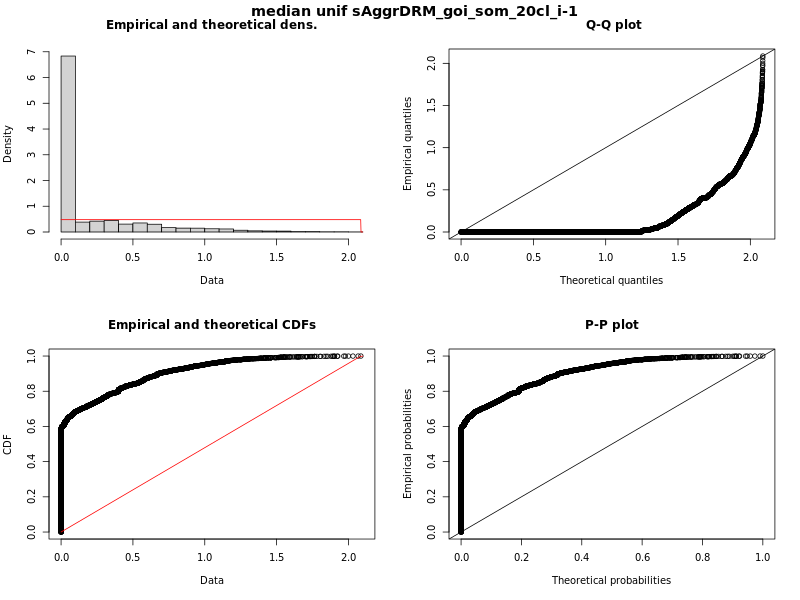 median unif sAggrDRM_goi_som_20cl_i-1
Empirical and theoretical dens.
Density
0 1 2 3 4 5 6 7
0.0 0.5 1.0 1.5 2.0
Data
Q-Q plot
Empirical quantiles
0.0 0.5 1.0 1.5 2.0
0.0 0.5 1.0 1.5 2.0
Theoretical quantiles
Empirical and theoretical CDFs
CDF
0.0 0.2 0.4 0.6 0.8 1.0
0.0 0.5 1.0 1.5 2.0
Data
P-P plot
Empirical probabilities
0.0 0.2 0.4 0.6 0.8 1.0
0.0 0.2 0.4 0.6 0.8 1.0
Theoretical probabilities